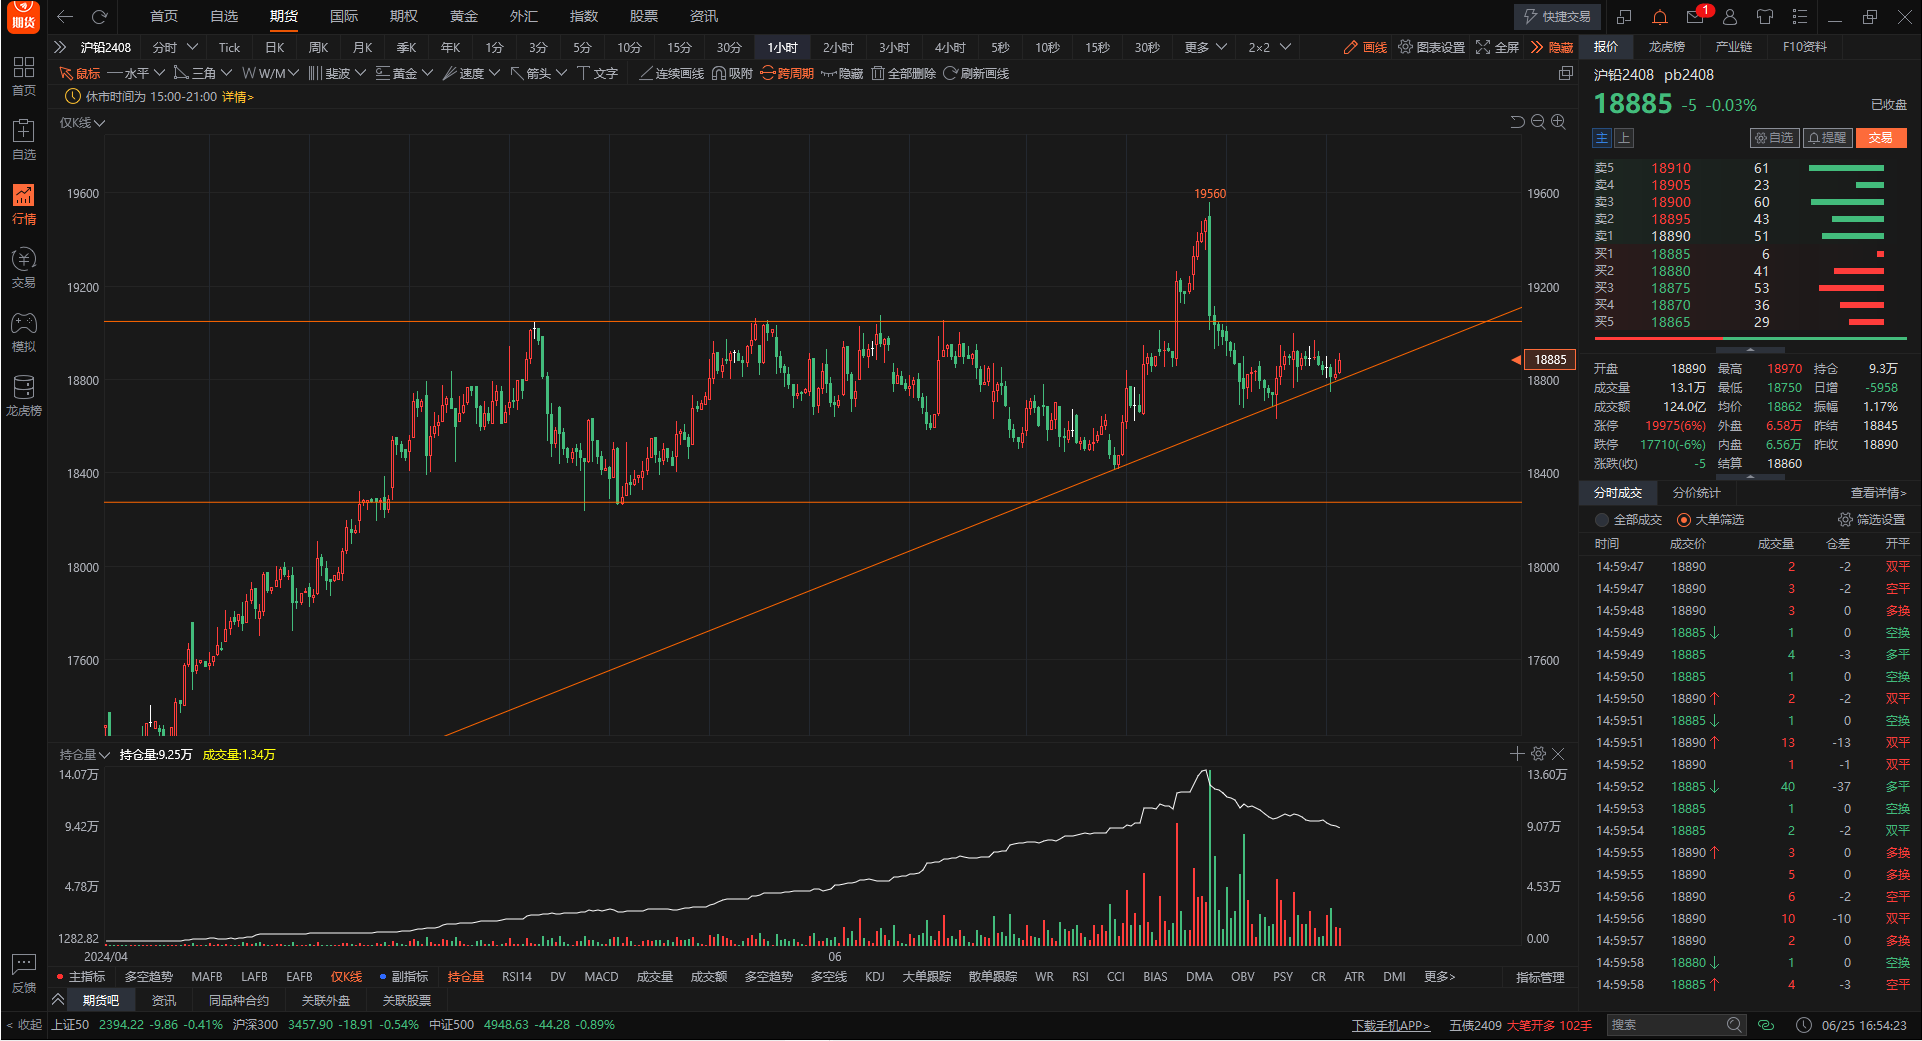 期货 首页 自选 期货 国际 期权 黄金 外汇 指数 股票 资讯 快捷交易 1
沪铅2408 分时 Tick 日K 周K 月K 季K 年K 1分 3分 5分 10分 15分 30分 1小时 2小时 3小时 4小时 5秒 10秒 15秒 30秒 更多 2×2 画线 图表设置 全屏 隐藏
鼠标 水平 三角 W/M 斐波 黄金 速度 箭头 文字 连续画线 吸附 跨周期 隐藏 全部删除 刷新画线
休市时间为 15:00-21:00 详情>
仅K线
首页
自选
行情
交易
模拟
龙虎榜
反馈
< 收起
19600 19560 19600
19200 19200
18885
18800 18800
18400 18400
18000 18000
17600 17600
持仓量 持仓量:9.25万 成交量:1.34万
14.07万 13.60万
9.42万 9.07万
4.78万 4.53万
1282.82 0.00
2024/04 06
主指标 多空趋势 MAFB LAFB EAFB 仅K线 副指标 持仓量 RSI14 DV MACD 成交量 成交额 多空趋势 多空线 KDJ 大单跟踪 散单跟踪 WR RSI CCI BIAS DMA OBV PSY CR ATR DMI 更多> 指标管理
期货吧 资讯 同品种合约 关联外盘 关联股票
报价 龙虎榜 产业链 F10资料
沪铅2408 pb2408
18885 -5 -0.03% 已收盘
主 上 自选 提醒 交易
卖5 18910 61
卖4 18905 23
卖3 18900 60
卖2 18895 43
卖1 18890 51
买1 18885 6
买2 18880 41
买3 18875 53
买4 18870 36
买5 18865 29
开盘 18890 最高 18970 持仓 9.3万
成交量 13.1万 最低 18750 日增 -5958
成交额 124.0亿 均价 18862 振幅 1.17%
涨停 19975(6%) 外盘 6.58万 昨结 18845
跌停 17710(-6%) 内盘 6.56万 昨收 18890
涨跌(收) -5 结算 18860
分时成交 分价统计 查看详情>
全部成交 大单筛选 筛选设置
时间 成交价 成交量 仓差 开平
14:59:47 18890 2 -2 双平
14:59:47 18890 3 -2 空平
14:59:48 18890 3 0 多换
14:59:49 18885↓ 1 0 空换
14:59:49 18885 4 -3 多平
14:59:50 18885 1 0 空换
14:59:50 18890↑ 2 -2 双平
14:59:51 18885↓ 1 0 空换
14:59:51 18890↑ 13 -13 双平
14:59:52 18890 1 -1 双平
14:59:52 18885↓ 40 -37 多平
14:59:53 18885 1 0 空换
14:59:54 18885 2 -2 双平
14:59:55 18890↑ 3 0 多换
14:59:55 18890 5 0 多换
14:59:56 18890 6 -2 空平
14:59:56 18890 10 -10 双平
14:59:57 18890 2 0 多换
14:59:58 18880↓ 1 0 空换
14:59:58 18885↑ 4 -3 空平
上证50 2394.22 -9.86 -0.41% 沪深300 3457.90 -18.91 -0.54% 中证500 4948.63 -44.28 -0.89% 下载手机APP> 五债2409 大笔开多 102手 搜索 06/25 16:54:23